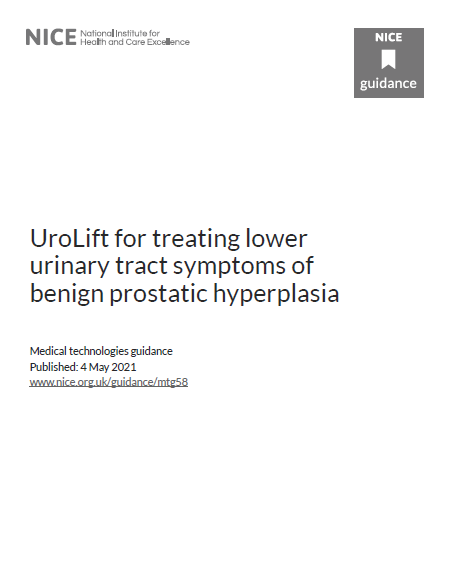 NICE National Institute for
Health and Care Excellence
NICE
guidance
UroLift for treating lower
urinary tract symptoms of
benign prostatic hyperplasia
Medical technologies guidance
Published: 4 May 2021
www.nice.org.uk/guidance/mtg58